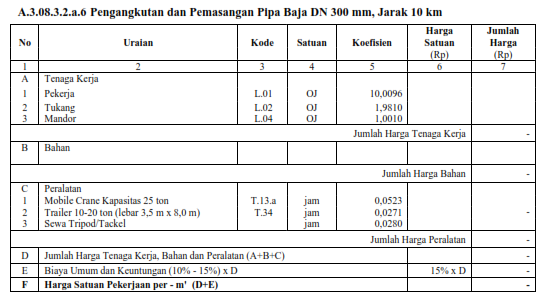 A.3.08.3.2.a.6 Pengangkutan dan Pemasangan Pipa Baja DN 300 mm, Jarak 10 km
No Uraian Kode Satuan Koefisien Harga Satuan (Rp) Jumlah Harga (Rp)
1 2 3 4 5 6 7
A Tenaga Kerja
1 Pekerja L.01 OJ 10,0096
2 Tukang L.02 OJ 1,9810
3 Mandor L.04 OJ 1,0010
Jumlah Harga Tenaga Kerja -
B Bahan
Jumlah Harga Bahan -
C Peralatan
1 Mobile Crane Kapasitas 25 ton T.13.a jam 0,0523
2 Trailer 10-20 ton (lebar 3,5 m x 8,0 m) T.34 jam 0,0271 -
3 Sewa Tripod/Tackel jam 0,0280
Jumlah Harga Peralatan -
D Jumlah Harga Tenaga Kerja, Bahan dan Peralatan (A+B+C) -
E Biaya Umum dan Keuntungan (10% - 15%) x D 15% x D -
F Harga Satuan Pekerjaan per - m' (D+E) -